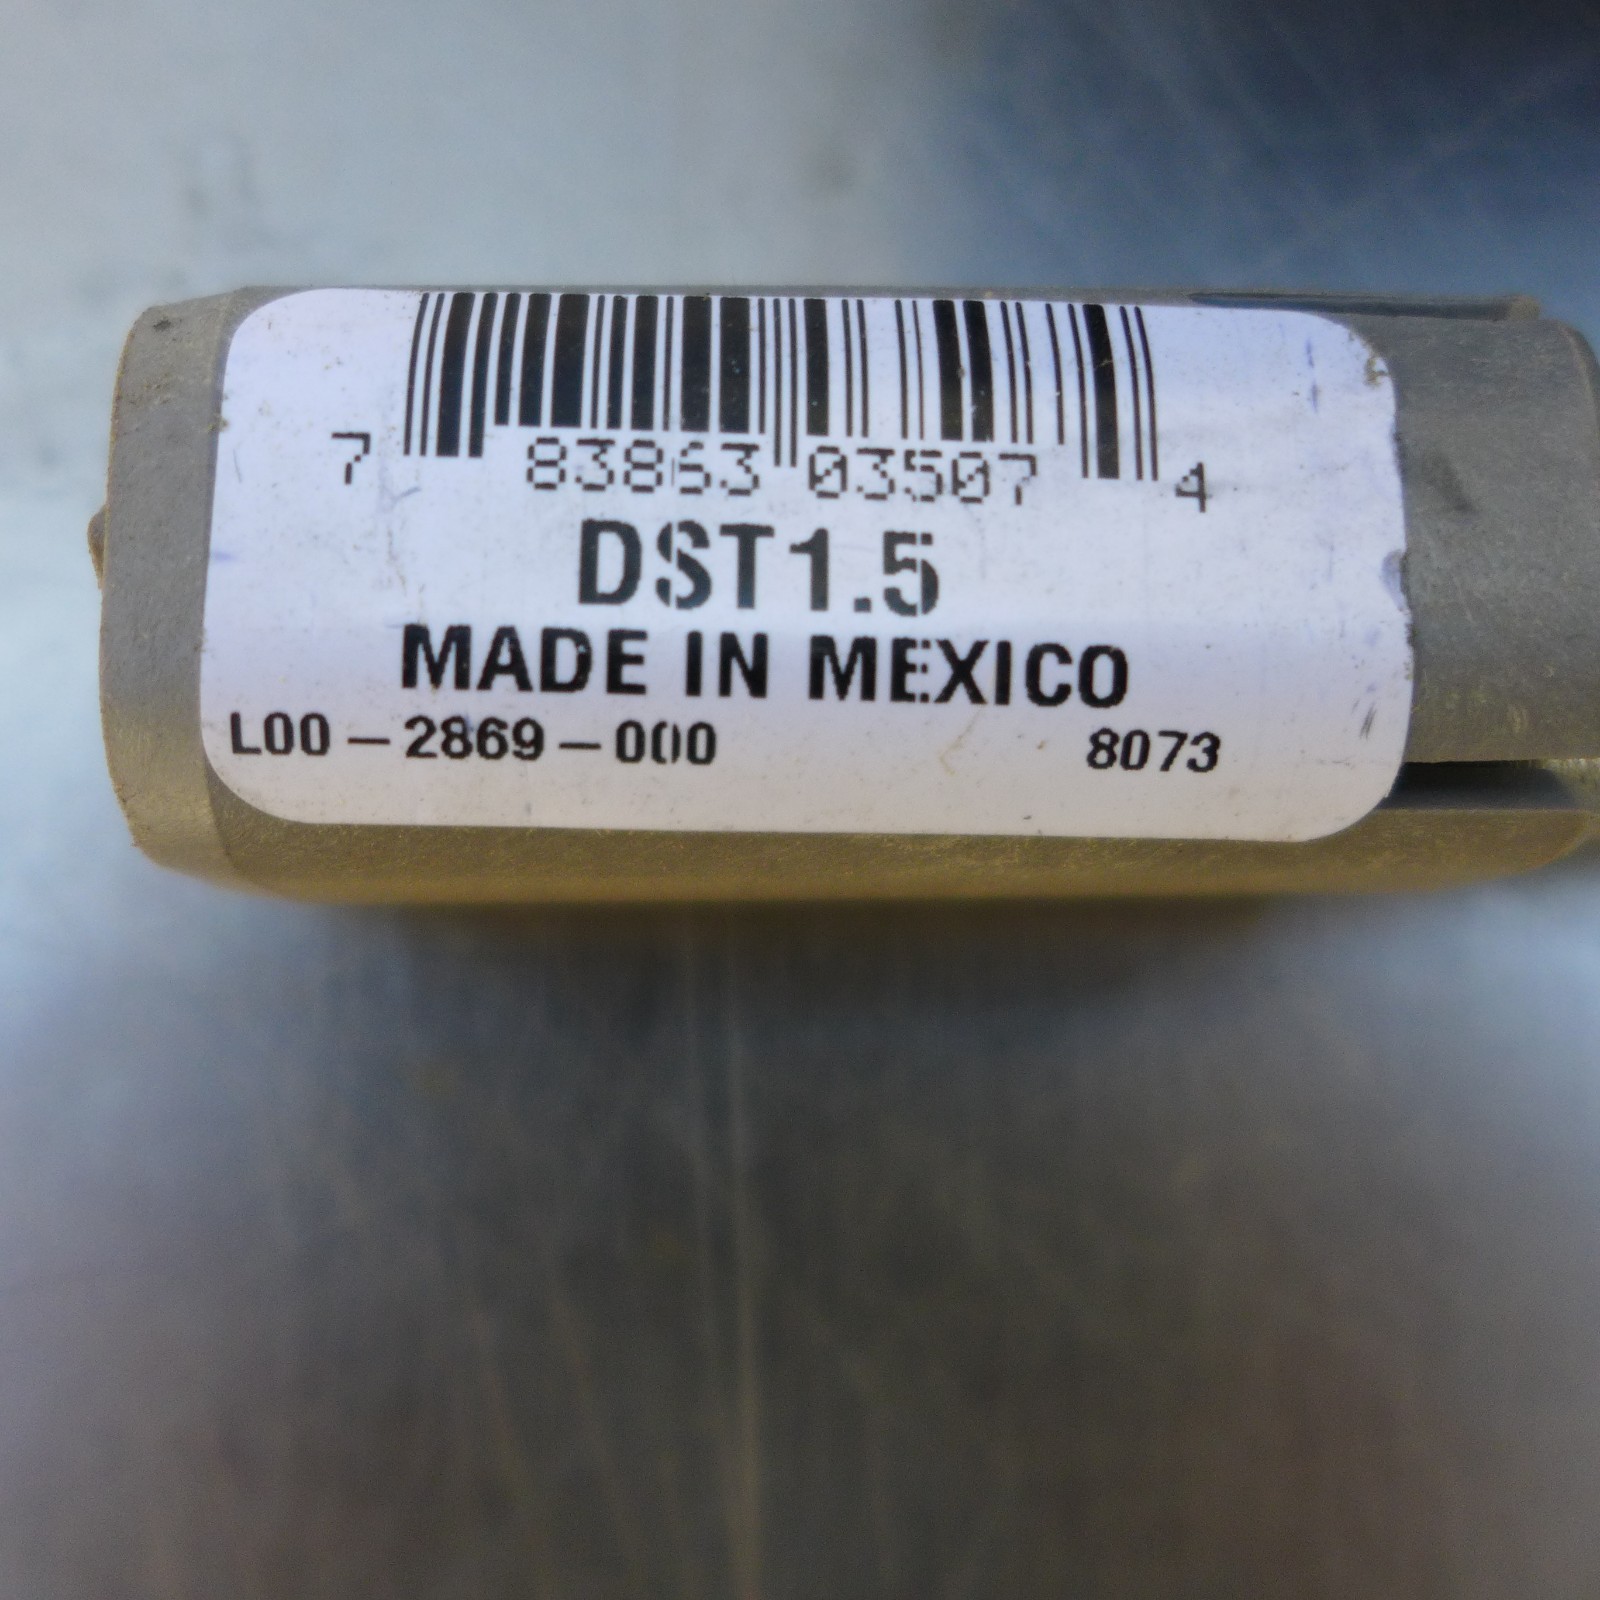 7 83863 03507 4
DST1.5
MADE IN MEXICO
L00-2869-000 8073